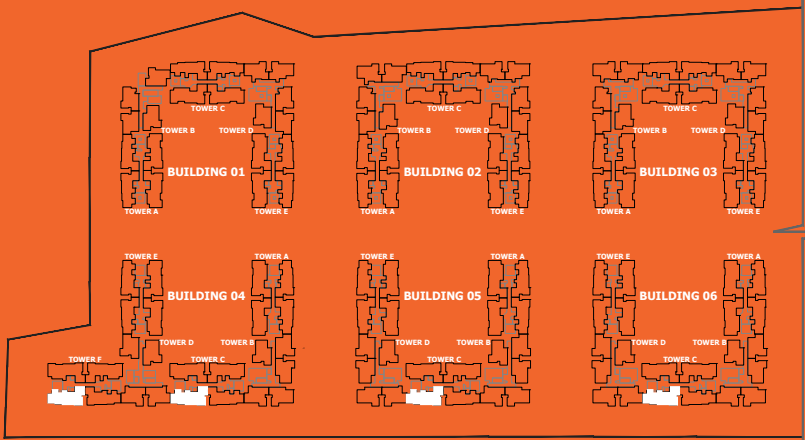 TOWER C TOWER C TOWER C
TOWER B TOWER D TOWER B TOWER D TOWER B TOWER D
BUILDING 01 BUILDING 02 BUILDING 03
TOWER A TOWER E TOWER A TOWER E TOWER A TOWER E
TOWER E TOWER A TOWER E TOWER A TOWER E TOWER A
BUILDING 04 BUILDING 05 BUILDING 06
TOWER D TOWER B TOWER D TOWER B TOWER D TOWER B
TOWER F TOWER C TOWER C TOWER C